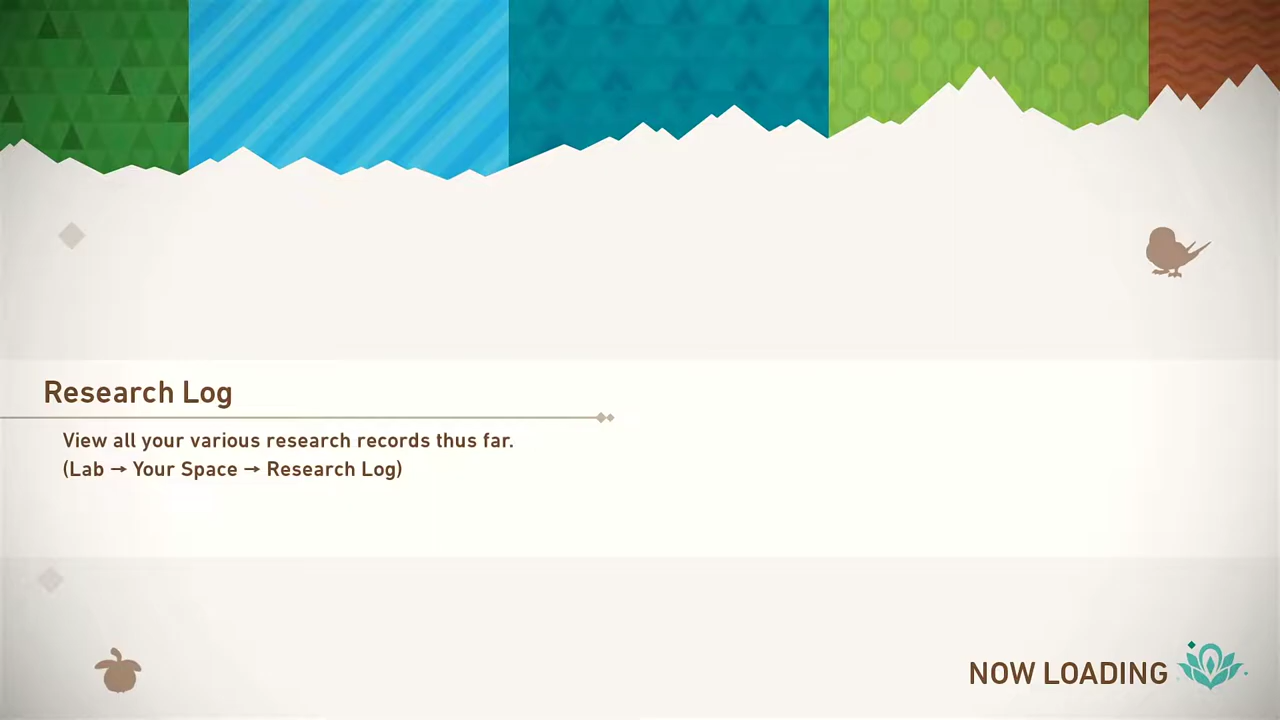 Research Log
View all your various research records thus far.
(Lab → Your Space → Research Log)
NOW LOADING